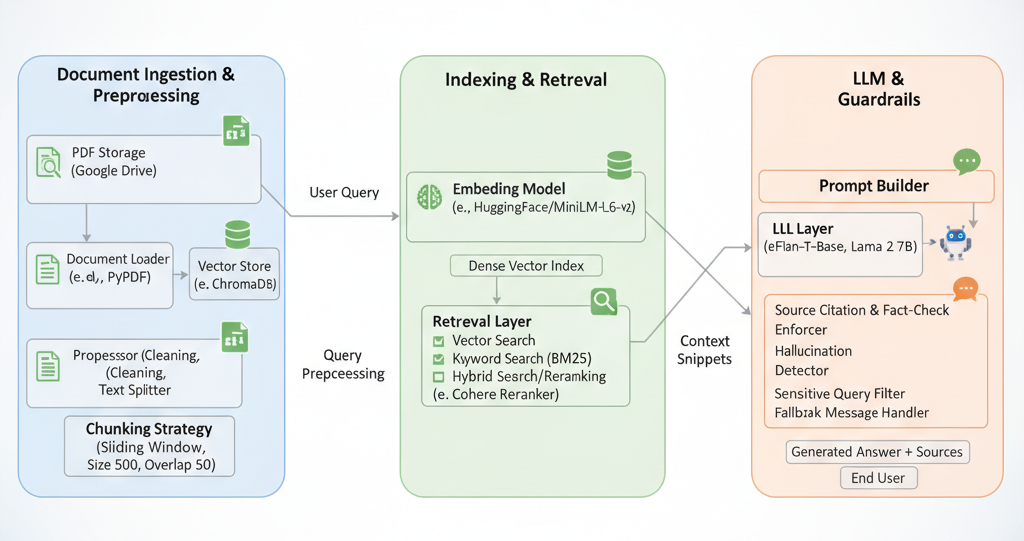 Document Ingestion &
Preprocessing
PDF Storage
(Google Drive)
Document Loader
(e.d,, PyPDF)
Vector Store
(e. ChromaDB)
Propessor (Cleaning,
(Cleaning,
Text Splitter
Chunking Strategy
(Sliding Window,
Size 500, Overlap 50)
User Query
Query
Prepceessing
Indexing & Retreval
Embeding Model
(e., HuggingFace/MiniLM-L6-v2)
Dense Vector Index
Retreval Layer
Vector Search
Kyyword Search (BM25)
Hybrid Search/Reramking
(e. Cohere Reranker)
Context
Snippets
LLM &
Guardrails
Prompt Builder
LLL Layer
(eFlan–T–Base, Lama 2 7B)
Source Citation & Fact-Check
Enforcer
Hallucination
Detector
Sensitive Query Filter
Fallbak Message Handler
Generated Answer + Sources
End User